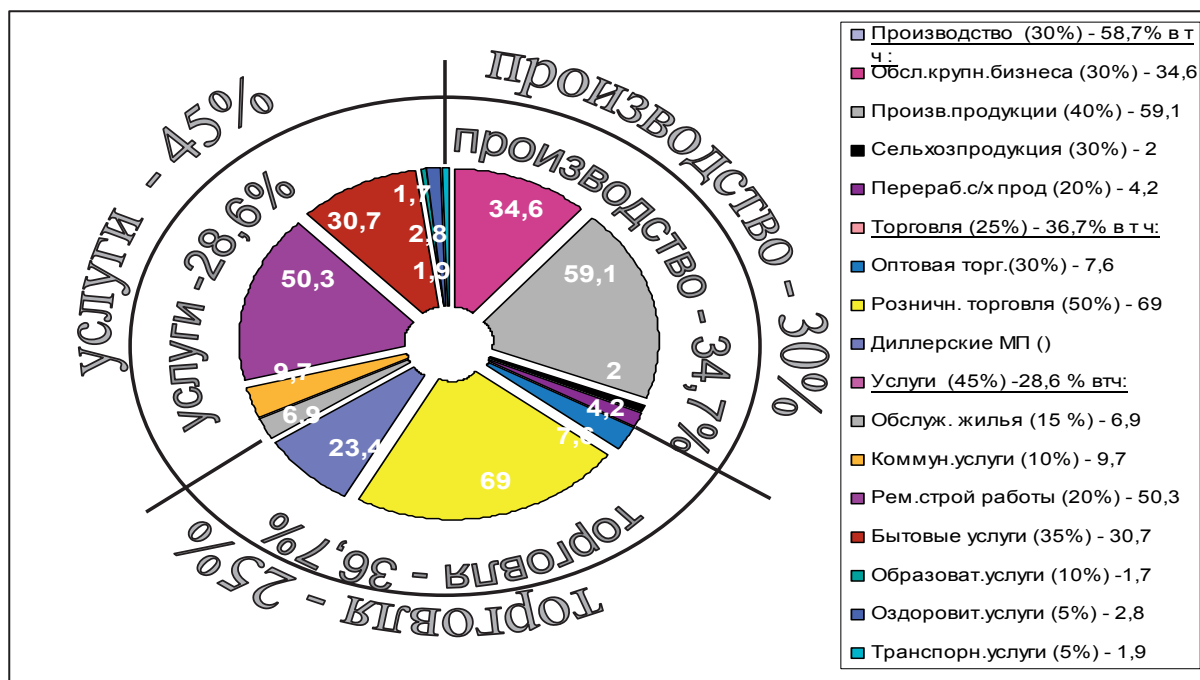 услуги - 45%
производство - 30%
торговля - 25%
услуги -28,6%
производство - 34,7%
торговля - 36,7%
34,6
59,1
2
4,2
7,6
69
23,4
6,9
9,7
50,3
30,7
1,7
2,8
1,9
Производство (30%) - 58,7% в т
ч :
Обсл.крупн.бизнеса (30%) - 34,6
Произв.продукции (40%) - 59,1
Сельхозпродукция (30%) - 2
Перераб.с/х прод (20%) - 4,2
Торговля (25%) - 36,7% в т ч:
Оптовая торг.(30%) - 7,6
Розничн. торговля (50%) - 69
Диллерские МП ()
Услуги (45%) -28,6 % втч:
Обслуж. жилья (15 %) - 6,9
Коммун.услуги (10%) - 9,7
Рем.строй работы (20%) - 50,3
Бытовые услуги (35%) - 30,7
Образоват.услуги (10%) -1,7
Оздоровит.услуги (5%) - 2,8
Транспорн.услуги (5%) - 1,9